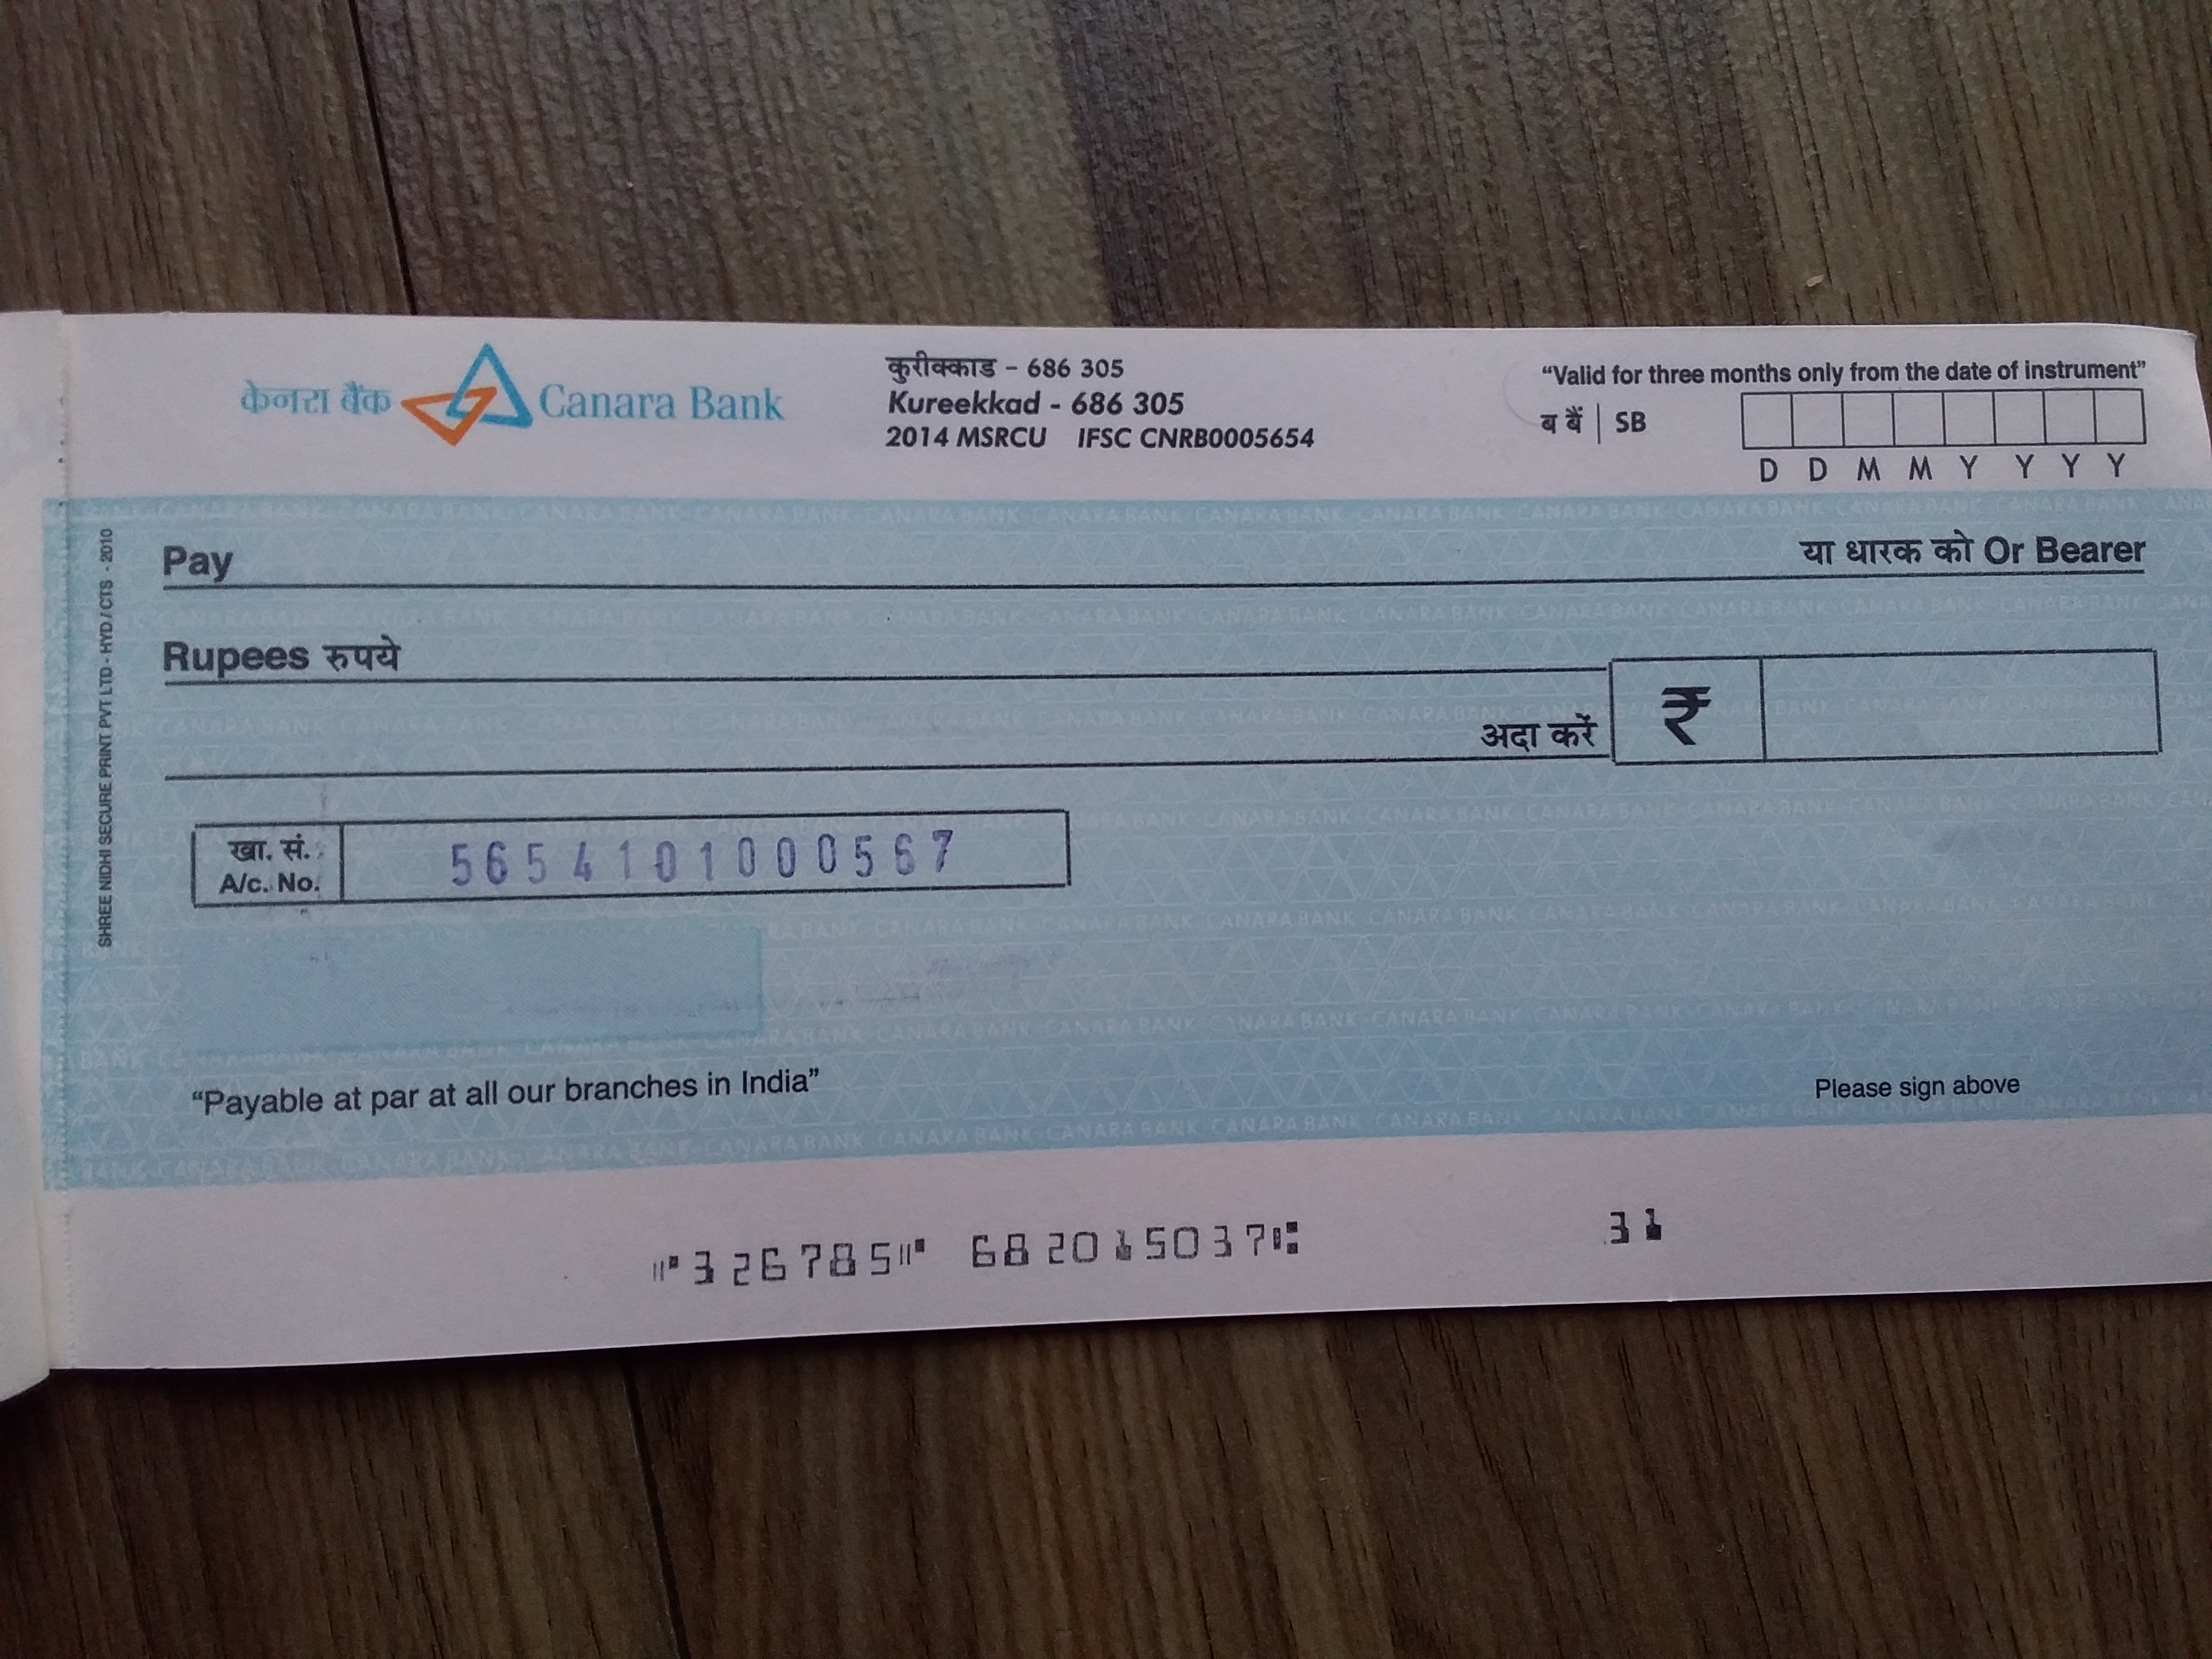 केनरा बैंक Canara Bank
कुरीक्काड - 686 305
Kureekkad - 686 305
2014 MSRCU IFSC CNRB0005654
"Valid for three months only from the date of instrument"
ब बैं | SB
D D M M Y Y Y Y
Pay या धारक को Or Bearer
Rupees रुपये
अदा करें ₹
खा. सं. A/c. No. 5654101000567
"Payable at par at all our branches in India"
Please sign above
SHREE NIDHI SECURE PRINT PVT LTD - HYD / CTS - 2010
⑈326785⑈ 682015037⑆ 31